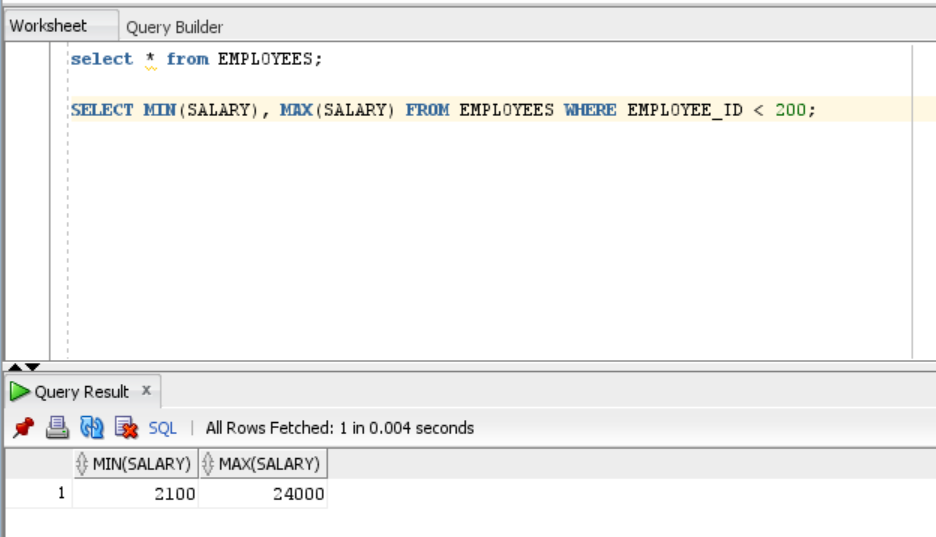 Worksheet Query Builder
select * from EMPLOYEES;
SELECT MIN(SALARY), MAX(SALARY) FROM EMPLOYEES WHERE EMPLOYEE_ID < 200;
Query Result x
SQL | All Rows Fetched: 1 in 0.004 seconds
MIN(SALARY) MAX(SALARY)
1 2100 24000